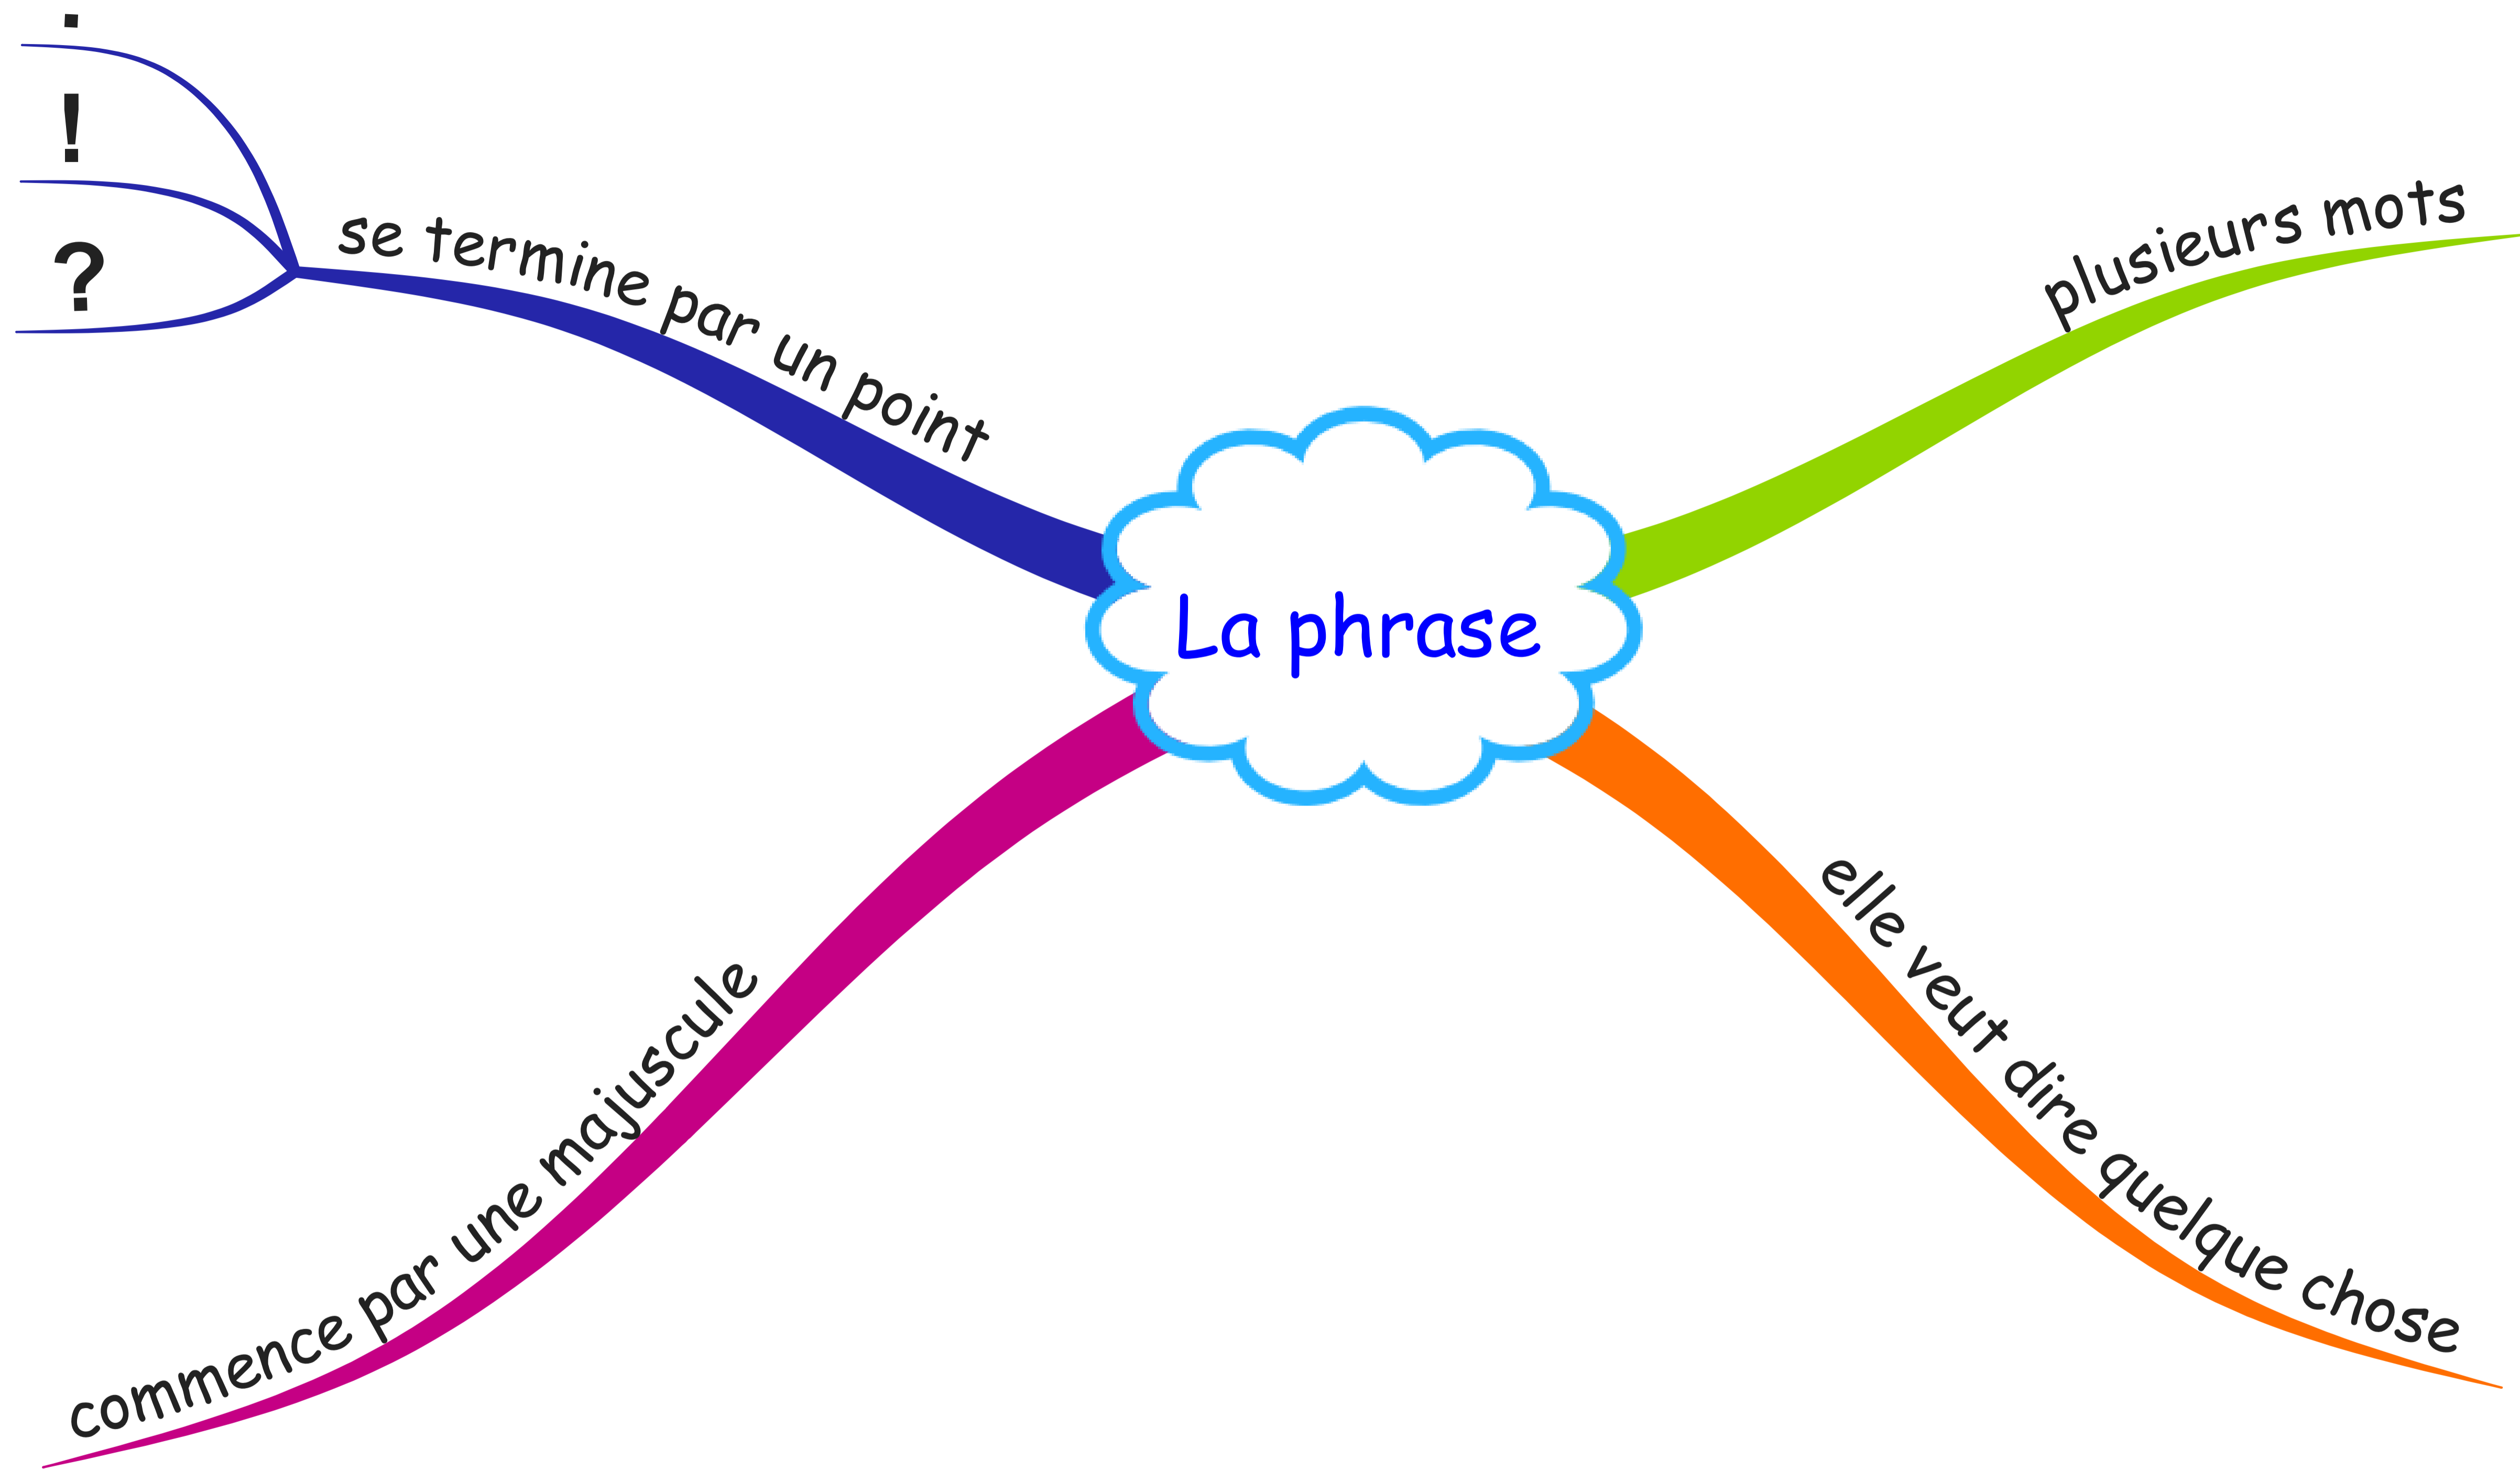 .
!
?
se termine par un point
plusieurs mots
La phrase
elle veut dire quelque chose
commence par une majuscule